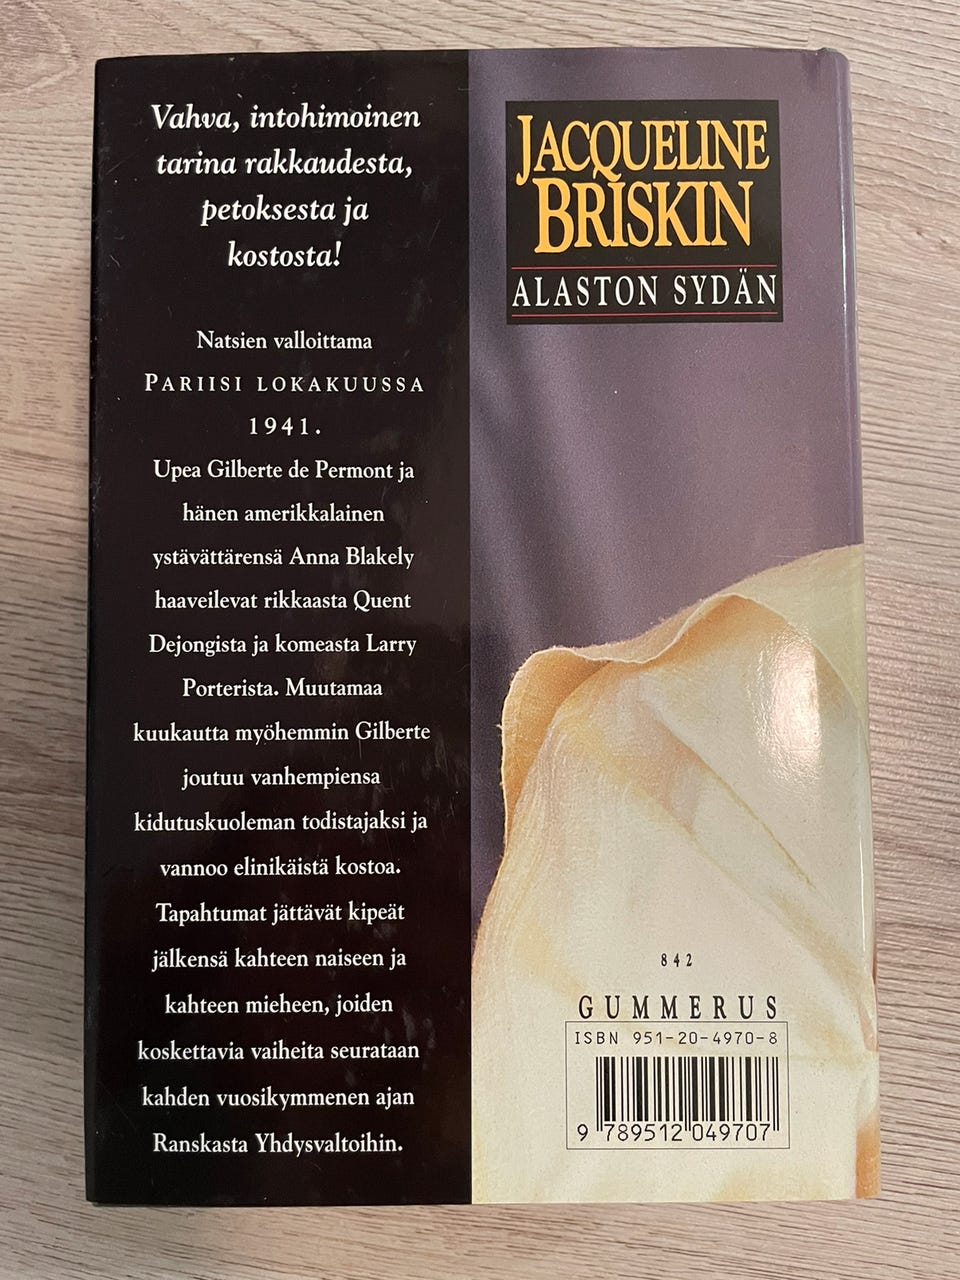 Vahva, intohimoinen
tarina rakkaudesta,
petoksesta ja
kostosta!
Natsien valloittama
PARIISI LOKAKUUSSA
1941.
Upea Gilberte de Permont ja
hänen amerikkalainen
ystävättärensä Anna Blakely
haaveilevat rikkaasta Quent
Dejongista ja komeasta Larry
Porterista. Muutamaa
kuukautta myöhemmin Gilberte
joutuu vanhempiensa
kidutuskuoleman todistajaksi ja
vannoo elinikäistä kostoa.
Tapahtumat jättävät kipeät
jälkensä kahteen naiseen ja
kahteen mieheen, joiden
koskettavia vaiheita seurataan
kahden vuosikymmenen ajan
Ranskasta Yhdysvaltoihin.
JACQUELINE
BRISKIN
ALASTON SYDÄN
842
GUMMERUS
ISBN 951-20-4970-8
9 789512 049707